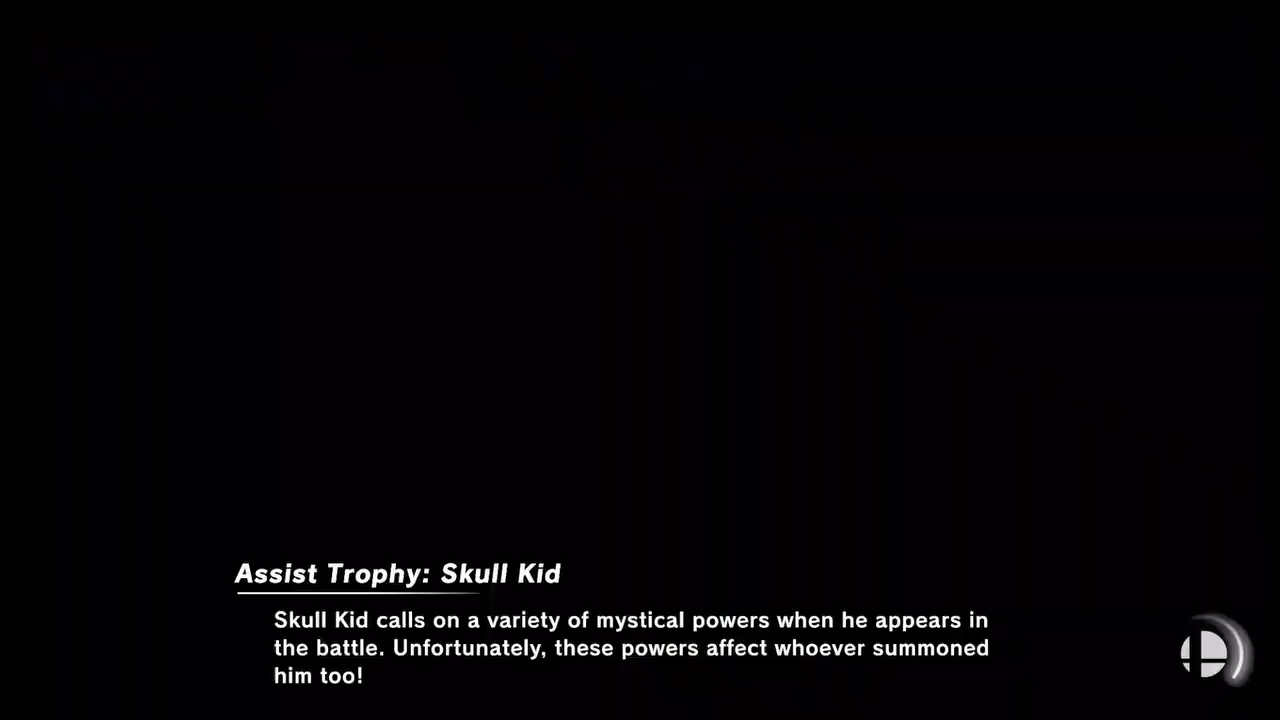 Assist Trophy: Skull Kid
Skull Kid calls on a variety of mystical powers when he appears in
the battle. Unfortunately, these powers affect whoever summoned
him too!